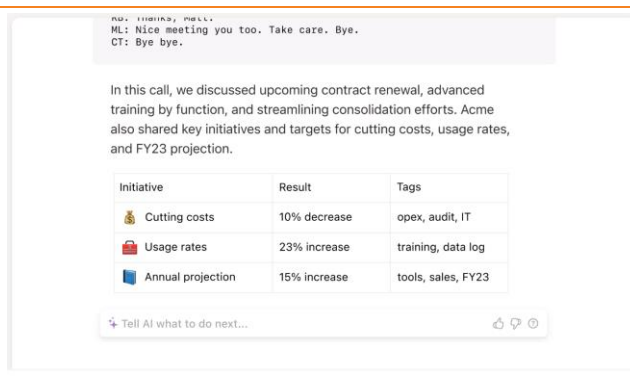 RB: Thanks, Matt.
ML: Nice meeting you too. Take care. Bye.
CT: Bye bye.
In this call, we discussed upcoming contract renewal, advanced
training by function, and streamlining consolidation efforts. Acme
also shared key initiatives and targets for cutting costs, usage rates,
and FY23 projection.
Initiative Result Tags
Cutting costs 10% decrease opex, audit, IT
Usage rates 23% increase training, data log
Annual projection 15% increase tools, sales, FY23
Tell AI what to do next...